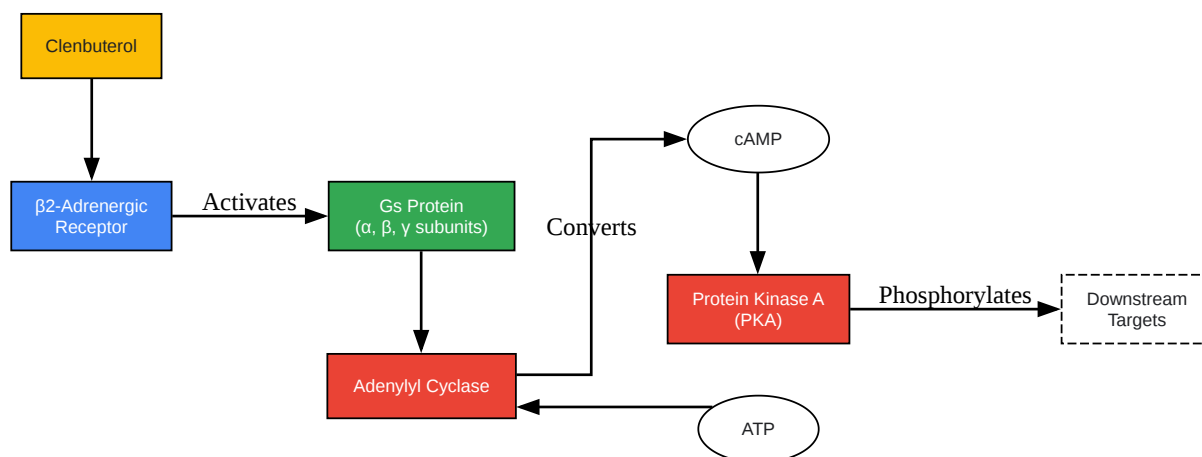 Clenbuterol
β2-Adrenergic
Receptor
Activates
Gs Protein
(α, β, γ subunits)
Adenylyl Cyclase
Converts
cAMP
Protein Kinase A
(PKA)
Phosphorylates
Downstream
Targets
ATP